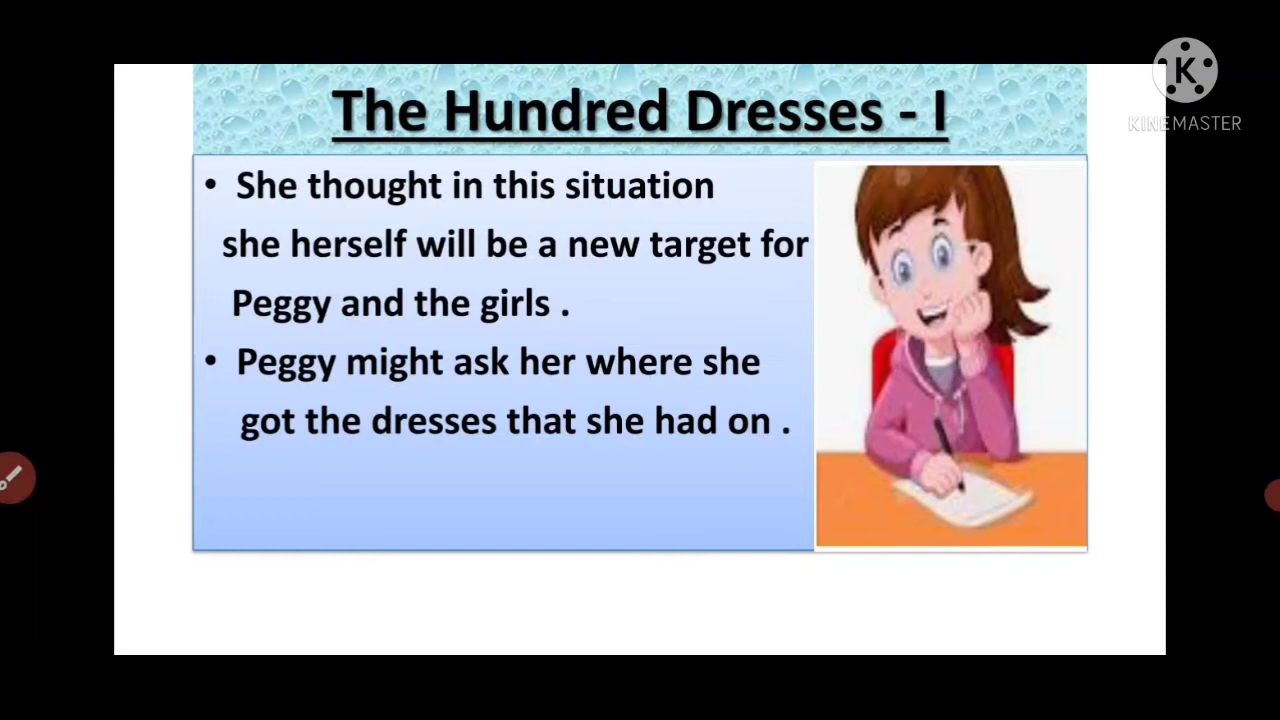 The Hundred Dresses - I
• She thought in this situation
she herself will be a new target for
Peggy and the girls .
• Peggy might ask her where she
got the dresses that she had on .
K
KINEMASTER